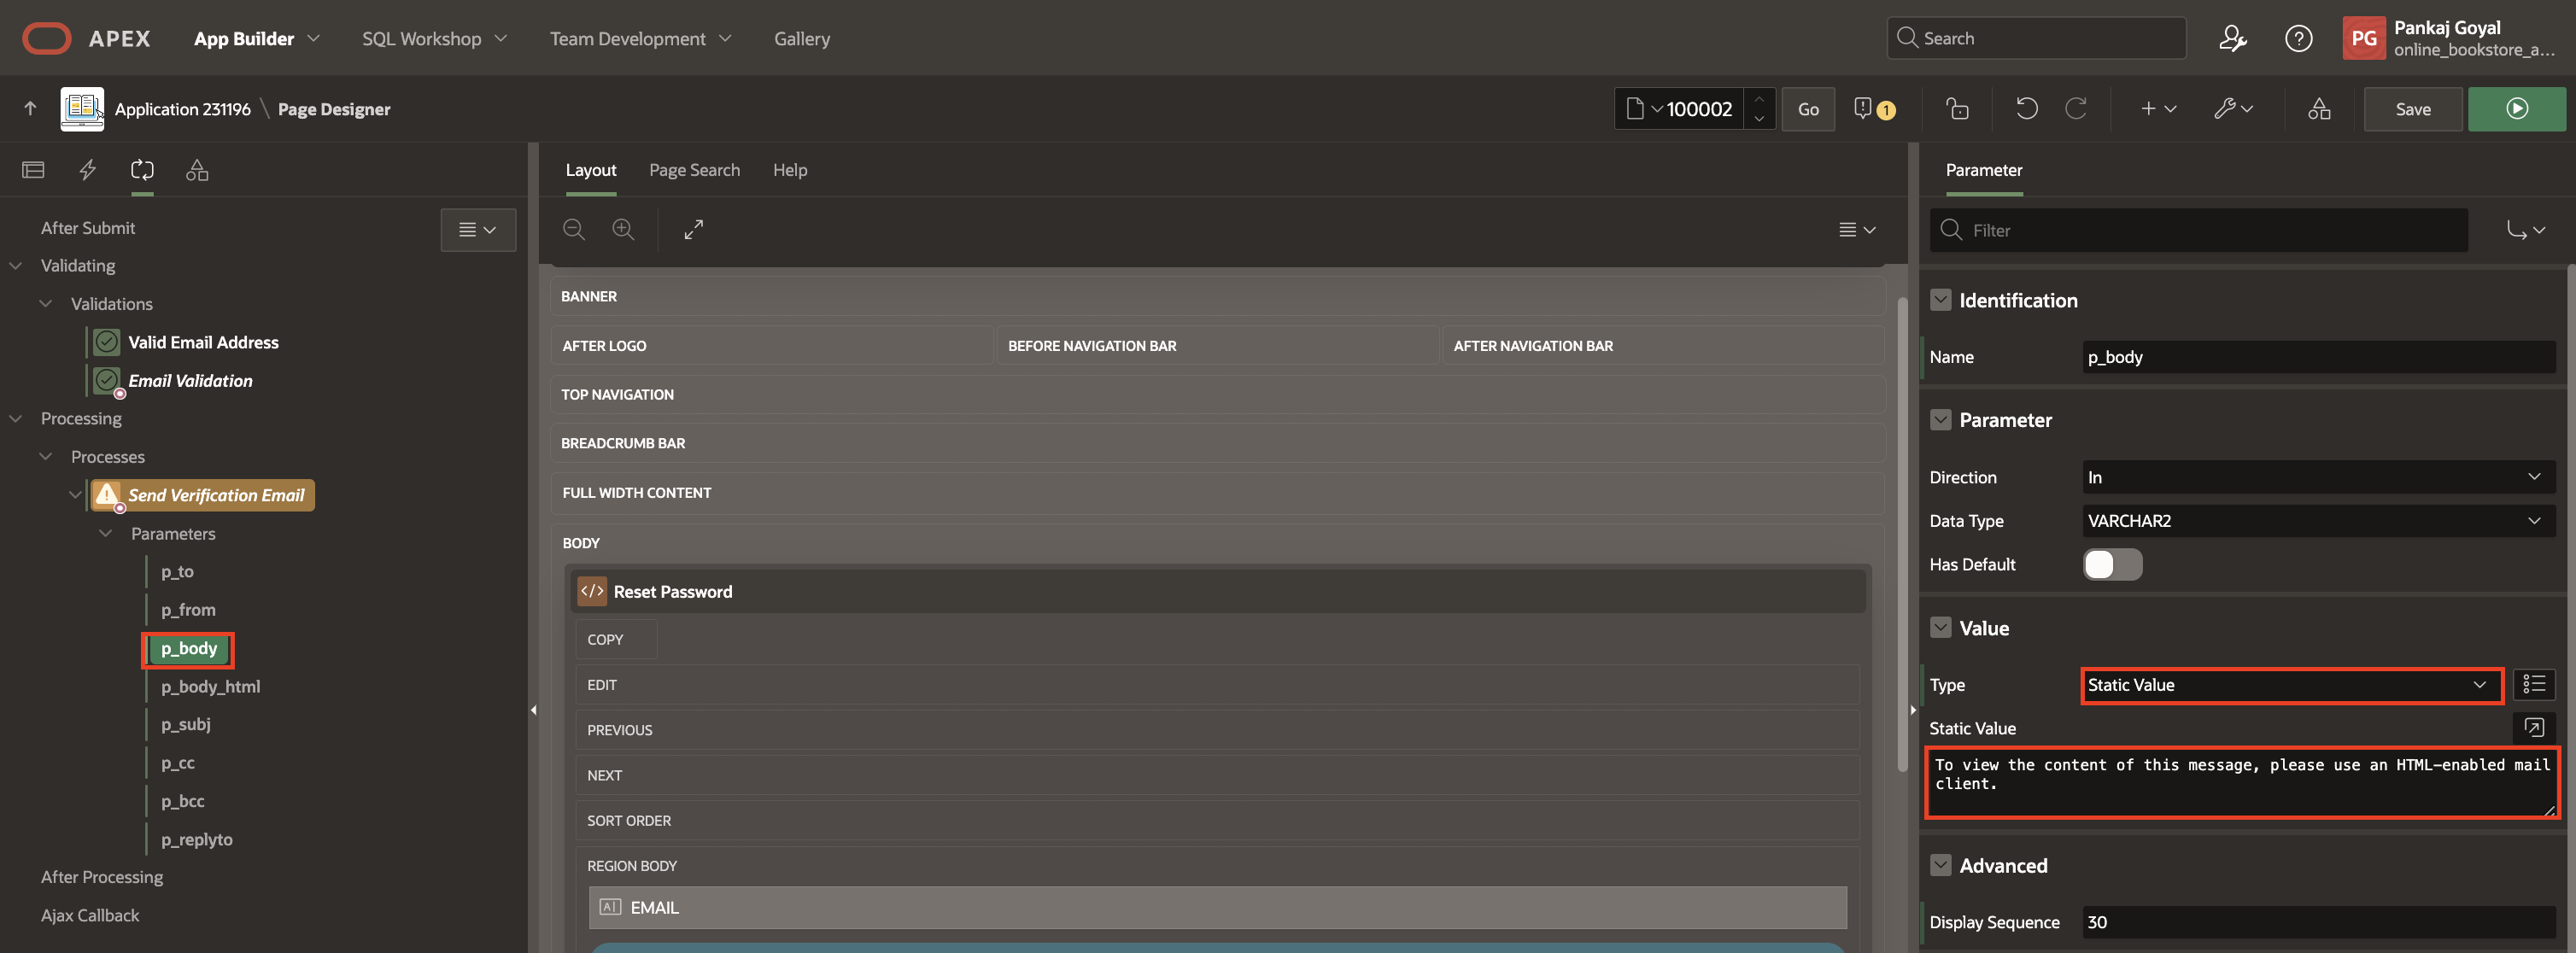 APEX
App Builder
SQL Workshop
Team Development
Gallery
Search
PG
Pankaj Goyal
online_bookstore_a...
Application 231196 \ Page Designer
100002
Go
1
Save
After Submit
Validating
Validations
Valid Email Address
Email Validation
Processing
Processes
Send Verification Email
Parameters
p_to
p_from
p_body
p_body_html
p_subj
p_cc
p_bcc
p_replyto
After Processing
Ajax Callback
Layout
Page Search
Help
BANNER
AFTER LOGO
BEFORE NAVIGATION BAR
AFTER NAVIGATION BAR
TOP NAVIGATION
BREADCRUMB BAR
FULL WIDTH CONTENT
BODY
Reset Password
COPY
EDIT
PREVIOUS
NEXT
SORT ORDER
REGION BODY
EMAIL
Parameter
Filter
Identification
Name
p_body
Parameter
Direction
In
Data Type
VARCHAR2
Has Default
Value
Type
Static Value
Static Value
To view the content of this message, please use an HTML-enabled mail
client.
Advanced
Display Sequence
30